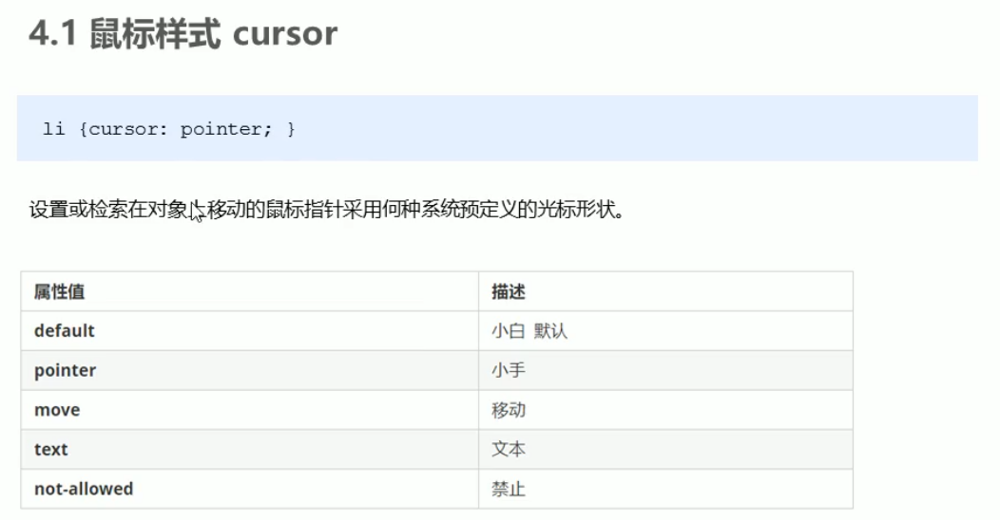 4.1 鼠标样式 cursor
li {cursor: pointer; }
设置或检索在对象上移动的鼠标指针采用何种系统预定义的光标形状。
属性值 描述
default 小白 默认
pointer 小手
move 移动
text 文本
not-allowed 禁止